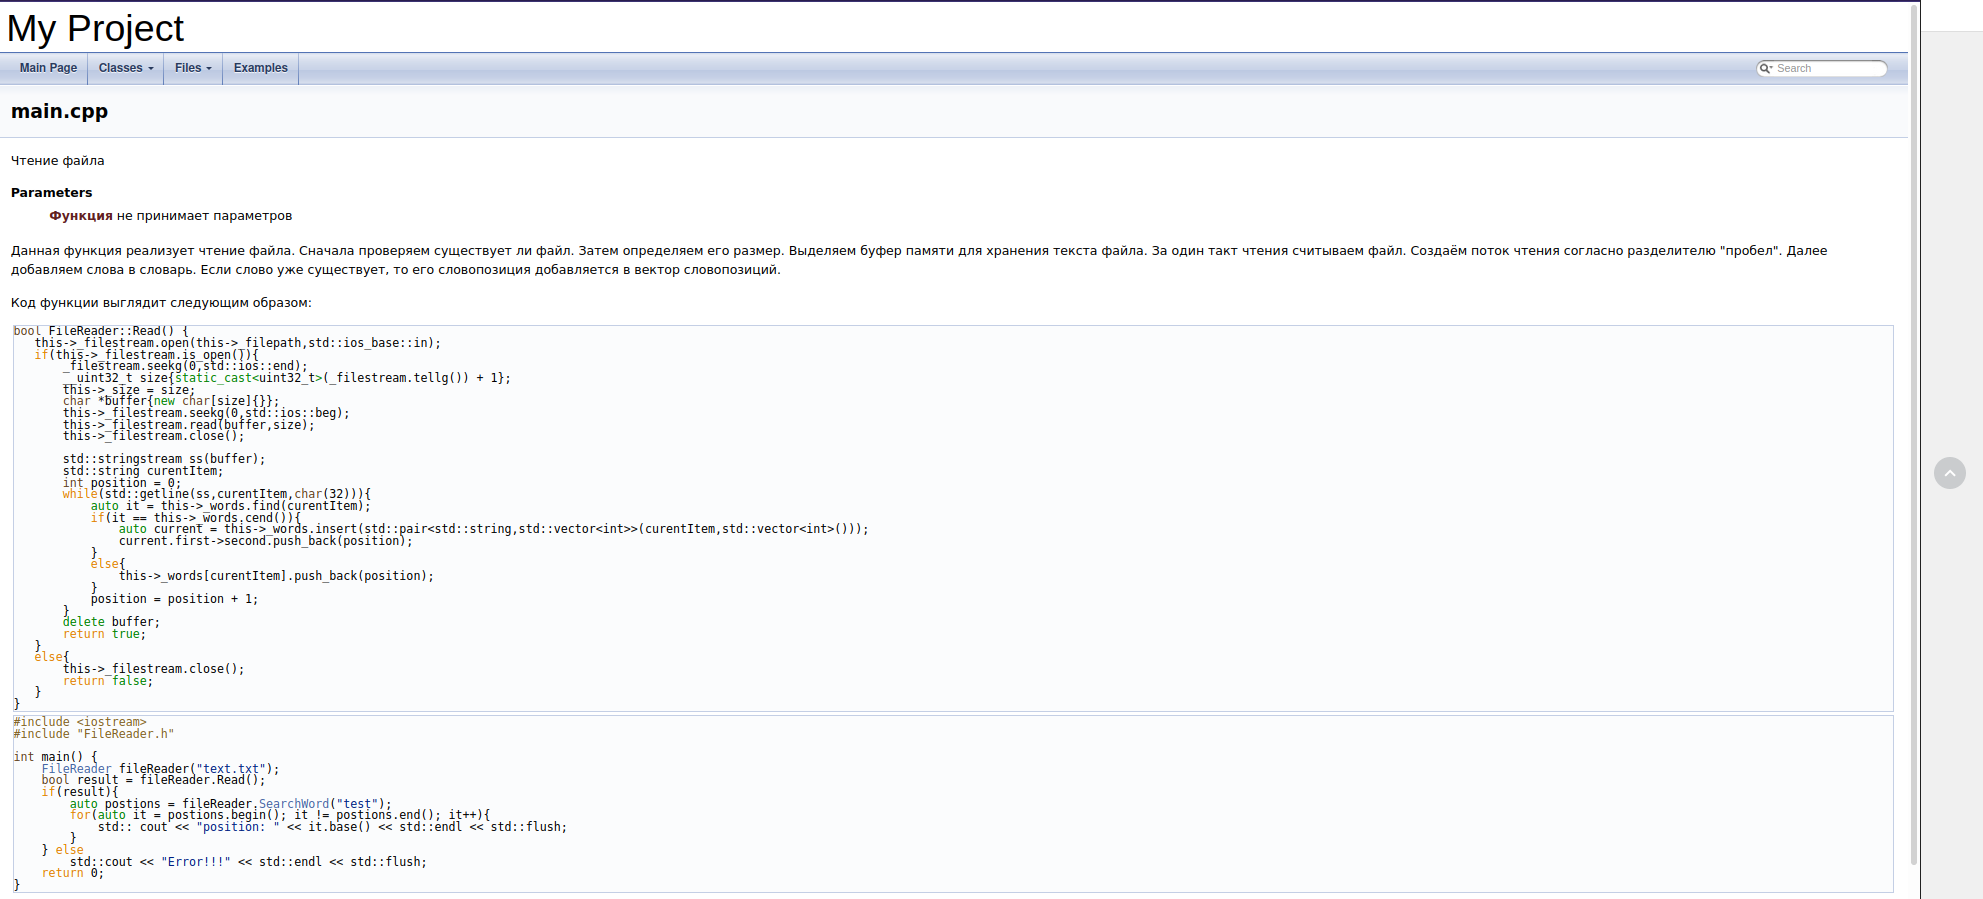 My Project
Main Page Classes Files Examples Search
main.cpp
Чтение файла
Parameters
Функция не принимает параметров
Данная функция реализует чтение файла. Сначала проверяем существует ли файл. Затем определяем его размер. Выделяем буфер памяти для хранения текста файла. За один такт чтения считываем файл. Создаём поток чтения согласно разделителю "пробел". Далее
добавляем слова в словарь. Если слово уже существует, то его словопозиция добавляется в вектор словопозиций.
Код функции выглядит следующим образом:
bool FileReader::Read() {
   this->_filestream.open(this->_filepath,std::ios_base::in);
   if(this->_filestream.is_open()){
       _filestream.seekg(0,std::ios::end);
       __uint32_t size{static_cast<uint32_t>(_filestream.tellg()) + 1};
       this->_size = size;
       char *buffer{new char[size]{}};
       this->_filestream.seekg(0,std::ios::beg);
       this->_filestream.read(buffer,size);
       this->_filestream.close();
       std::stringstream ss(buffer);
       std::string curentItem;
       int position = 0;
       while(std::getline(ss,curentItem,char(32))){
           auto it = this->_words.find(curentItem);
           if(it == this->_words.cend()){
               auto current = this->_words.insert(std::pair<std::string,std::vector<int>>(curentItem,std::vector<int>()));
               current.first->second.push_back(position);
           }
           else{
               this->_words[curentItem].push_back(position);
           }
           position = position + 1;
       }
       delete buffer;
       return true;
   }
   else{
       this->_filestream.close();
       return false;
   }
}
#include <iostream>
#include "FileReader.h"
int main() {
    FileReader fileReader("text.txt");
    bool result = fileReader.Read();
    if(result){
        auto postions = fileReader.SearchWord("test");
        for(auto it = postions.begin(); it != postions.end(); it++){
            std:: cout << "position: " << it.base() << std::endl << std::flush;
        }
    } else
        std::cout << "Error!!!" << std::endl << std::flush;
    return 0;
}